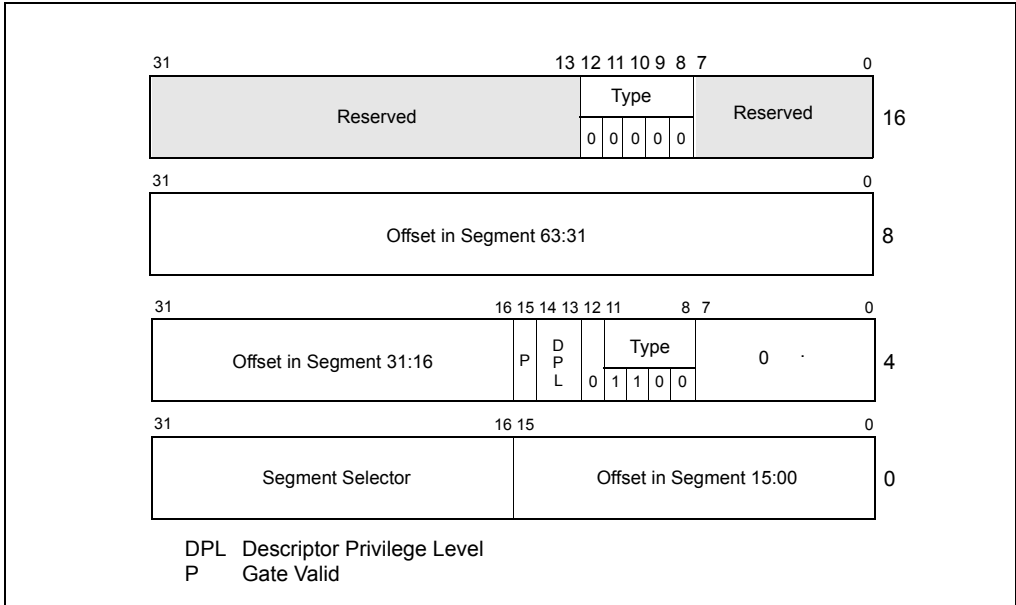 31 13 12 11 10 9 8 7 0
Type
Reserved Reserved 16
0 0 0 0 0
31 0
Offset in Segment 63:31 8
31 16 15 14 13 12 11 8 7 0
Offset in Segment 31:16 P D P L Type 0 . 4
0 1 1 0 0
31 16 15 0
Segment Selector Offset in Segment 15:00 0
DPL Descriptor Privilege Level
P Gate Valid